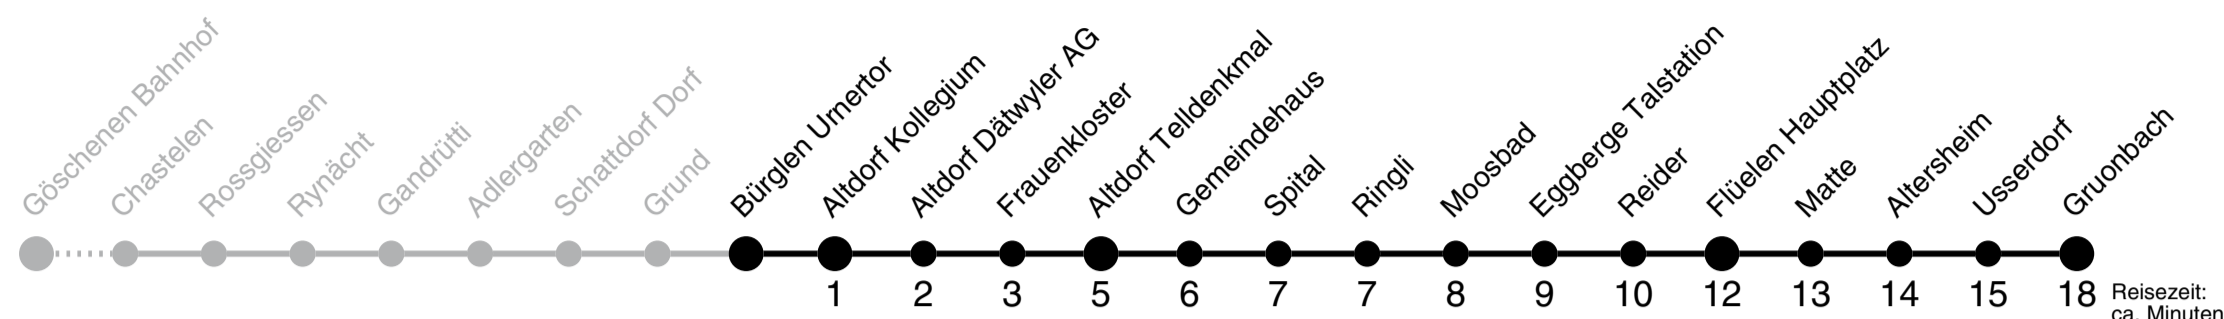 Göschenen Bahnhof
Chastelen
Rossgiessen
Rynächt
Gandrütti
Adlergarten
Schattdorf Dorf
Grund
Bürglen Urnertor
Altdorf Kollegium
Altdorf Dätwyler AG
Frauenkloster
Altdorf Telldenkmal
Gemeindehaus
Spital
Ringli
Moosbad
Eggberge Talstation
Reider
Flüelen Hauptplatz
Matte
Altersheim
Usserdorf
Gruonbach
1 2 3 5 6 7 7 8 9 10 12 13 14 15 18
Reisezeit:
ca. Minuten